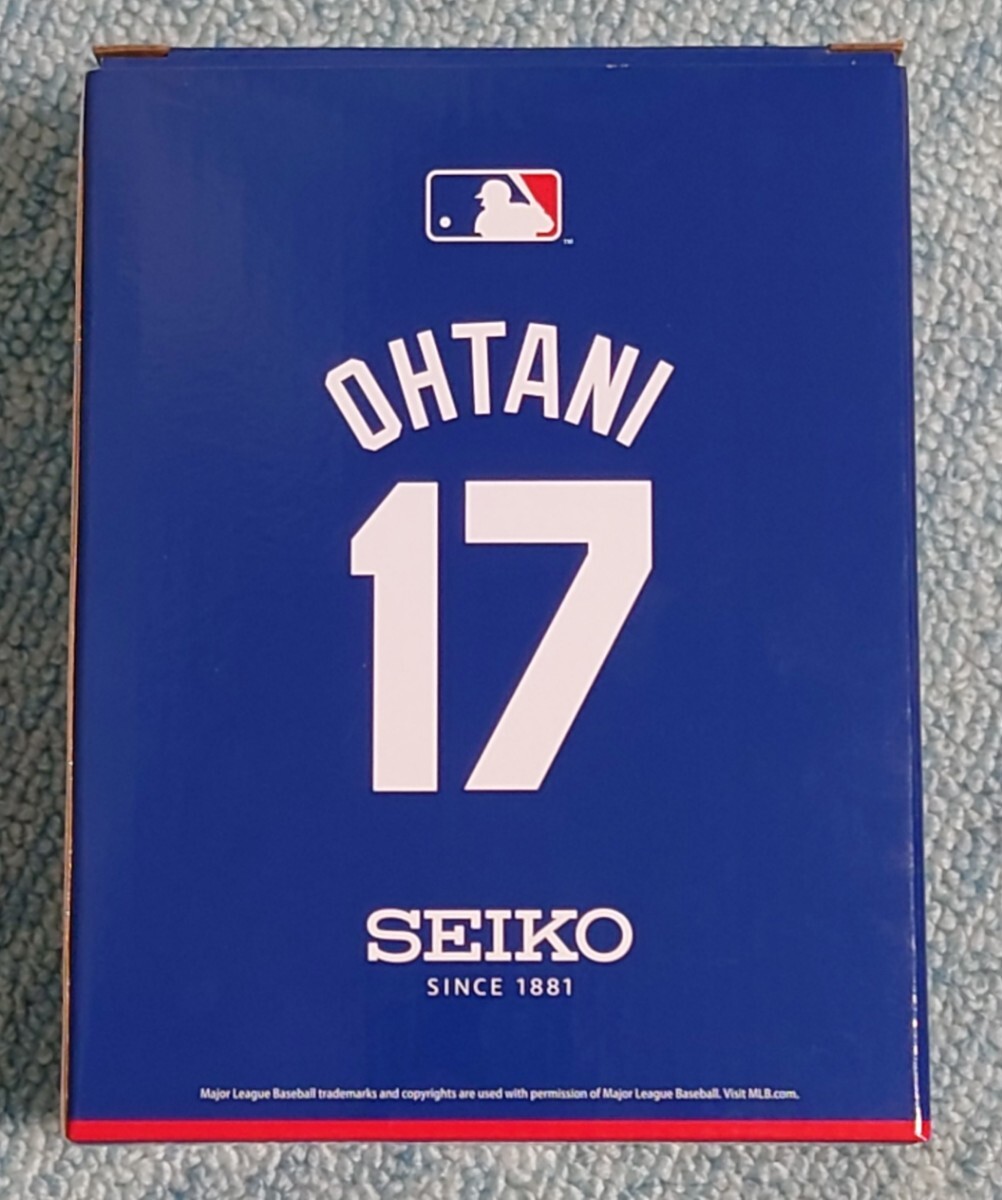 TM
OHTANI
17
SEIKO
SINCE 1881
Major League Baseball trademarks and copyrights are used with permission of Major League Baseball. Visit MLB.com.